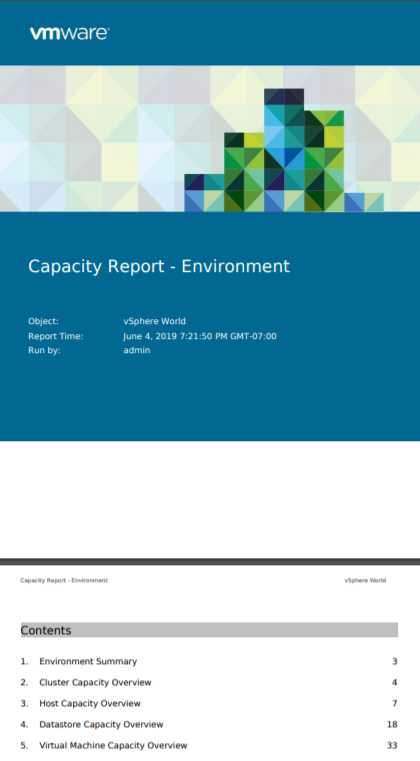 vmware
Capacity Report - Environment
Object: vSphere World
Report Time: June 4, 2019 7:21:50 PM GMT-07:00
Run by: admin
Capacity Report - Environment vSphere World
Contents
1. Environment Summary 3
2. Cluster Capacity Overview 4
3. Host Capacity Overview 7
4. Datastore Capacity Overview 18
5. Virtual Machine Capacity Overview 33